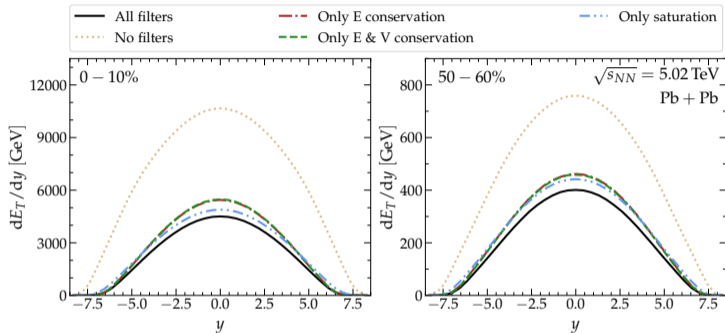 All filters
No filters
Only E conservation
Only E & V conservation
Only saturation
0 − 10%
dE_T/dy [GeV]
12000
9000
6000
3000
0
−7.5 −5.0 −2.5 0.0 2.5 5.0 7.5
y
50 − 60%
√s_NN = 5.02 TeV
Pb + Pb
dE_T/dy [GeV]
800
600
400
200
0
−7.5 −5.0 −2.5 0.0 2.5 5.0 7.5
y